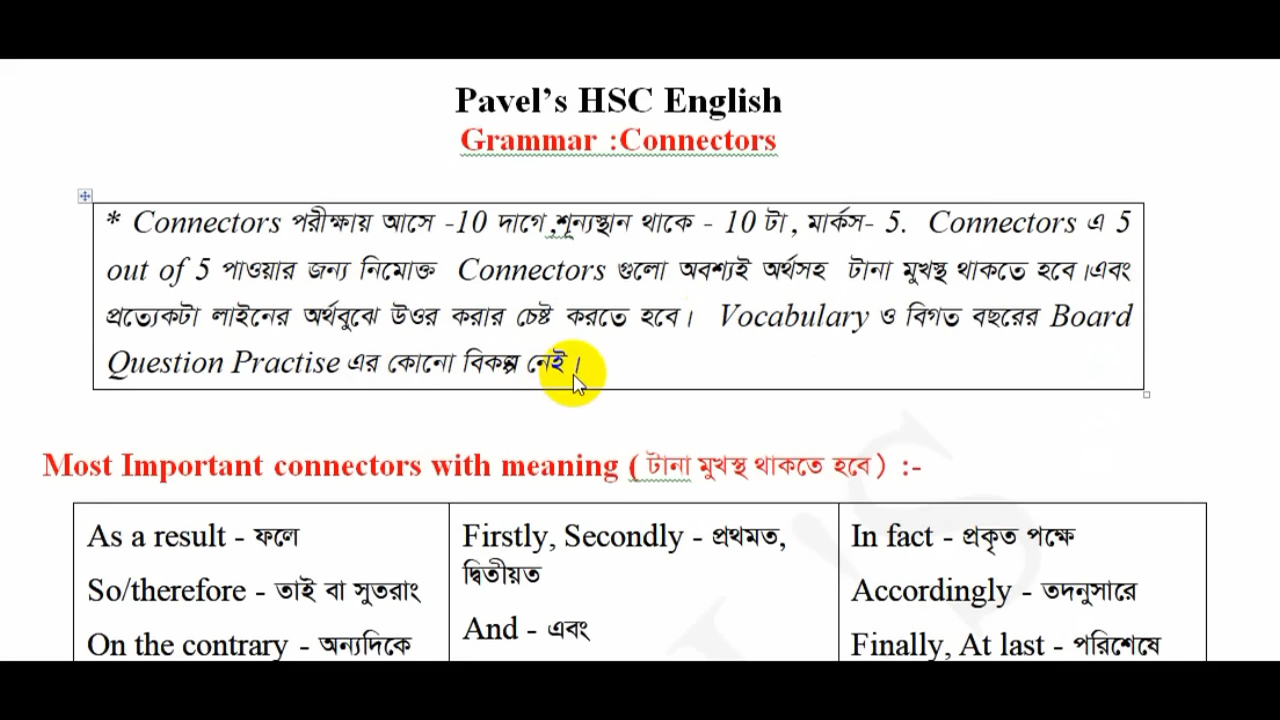 Pavel's HSC English
Grammar :Connectors
* Connectors পরীক্ষায় আসে -10 দাগে ,শূন্যস্থান থাকে - 10 টা, মার্কস- 5. Connectors এ 5
out of 5 পাওয়ার জন্য নিমোক্ত Connectors গুলো অবশ্যই অর্থসহ টানা মুখস্থ থাকতে হবে।এবং
প্রত্যেকটা লাইনের অর্থবুঝে উওর করার চেষ্ট করতে হবে। Vocabulary ও বিগত বছরের Board
Question Practise এর কোনো বিকল্প নেই।
Most Important connectors with meaning ( টানা মুখস্থ থাকতে হবে ) :-
As a result - ফলে
So/therefore - তাই বা সুতরাং
On the contrary - অন্যদিকে
Firstly, Secondly - প্রথমত,
দ্বিতীয়ত
And - এবং
In fact - প্রকৃত পক্ষে
Accordingly - তদনুসারে
Finally, At last - পরিশেষে